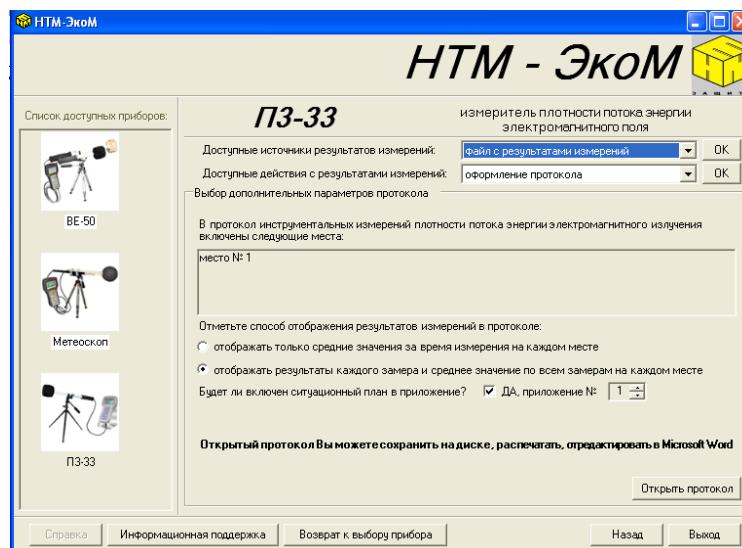 НТМ-ЭкоМ
НТМ - ЭкоМ
ЗАЩИТ
Список доступных приборов:
ВЕ-50
Метеоскоп
П3-33
П3-33
измеритель плотности потока энергии
электромагнитного поля
Доступные источники результатов измерений:
файл с результатами измерений
OK
Доступные действия с результатами измерений:
оформление протокола
OK
Выбор дополнительных параметров протокола
В протокол инструментальных измерений плотности потока энергии электромагнитного излучения
включены следующие места:
место № 1
Отметьте способ отображения результатов измерений в протоколе:
отображать только средние значения за время измерения на каждом месте
отображать результаты каждого замера и среднее значение по всем замерам на каждом месте
Будет ли включен ситуационный план в приложение?
ДА, приложение №
1
Открытый протокол Вы можете сохранить на диске, распечатать, отредактировать в Microsoft Word
Открыть протокол
Справка
Информационная поддержка
Возврат к выбору прибора
Назад
Выход